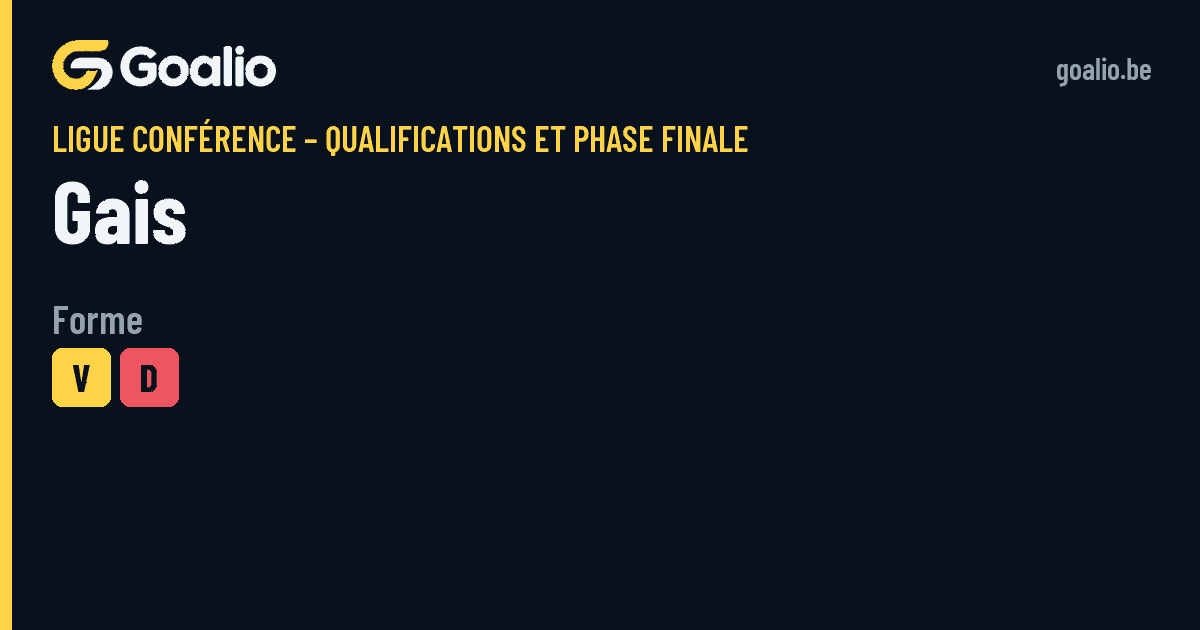 Goalio
goalio.be
LIGUE CONFÉRENCE – QUALIFICATIONS ET PHASE FINALE
Gais
Forme
V D